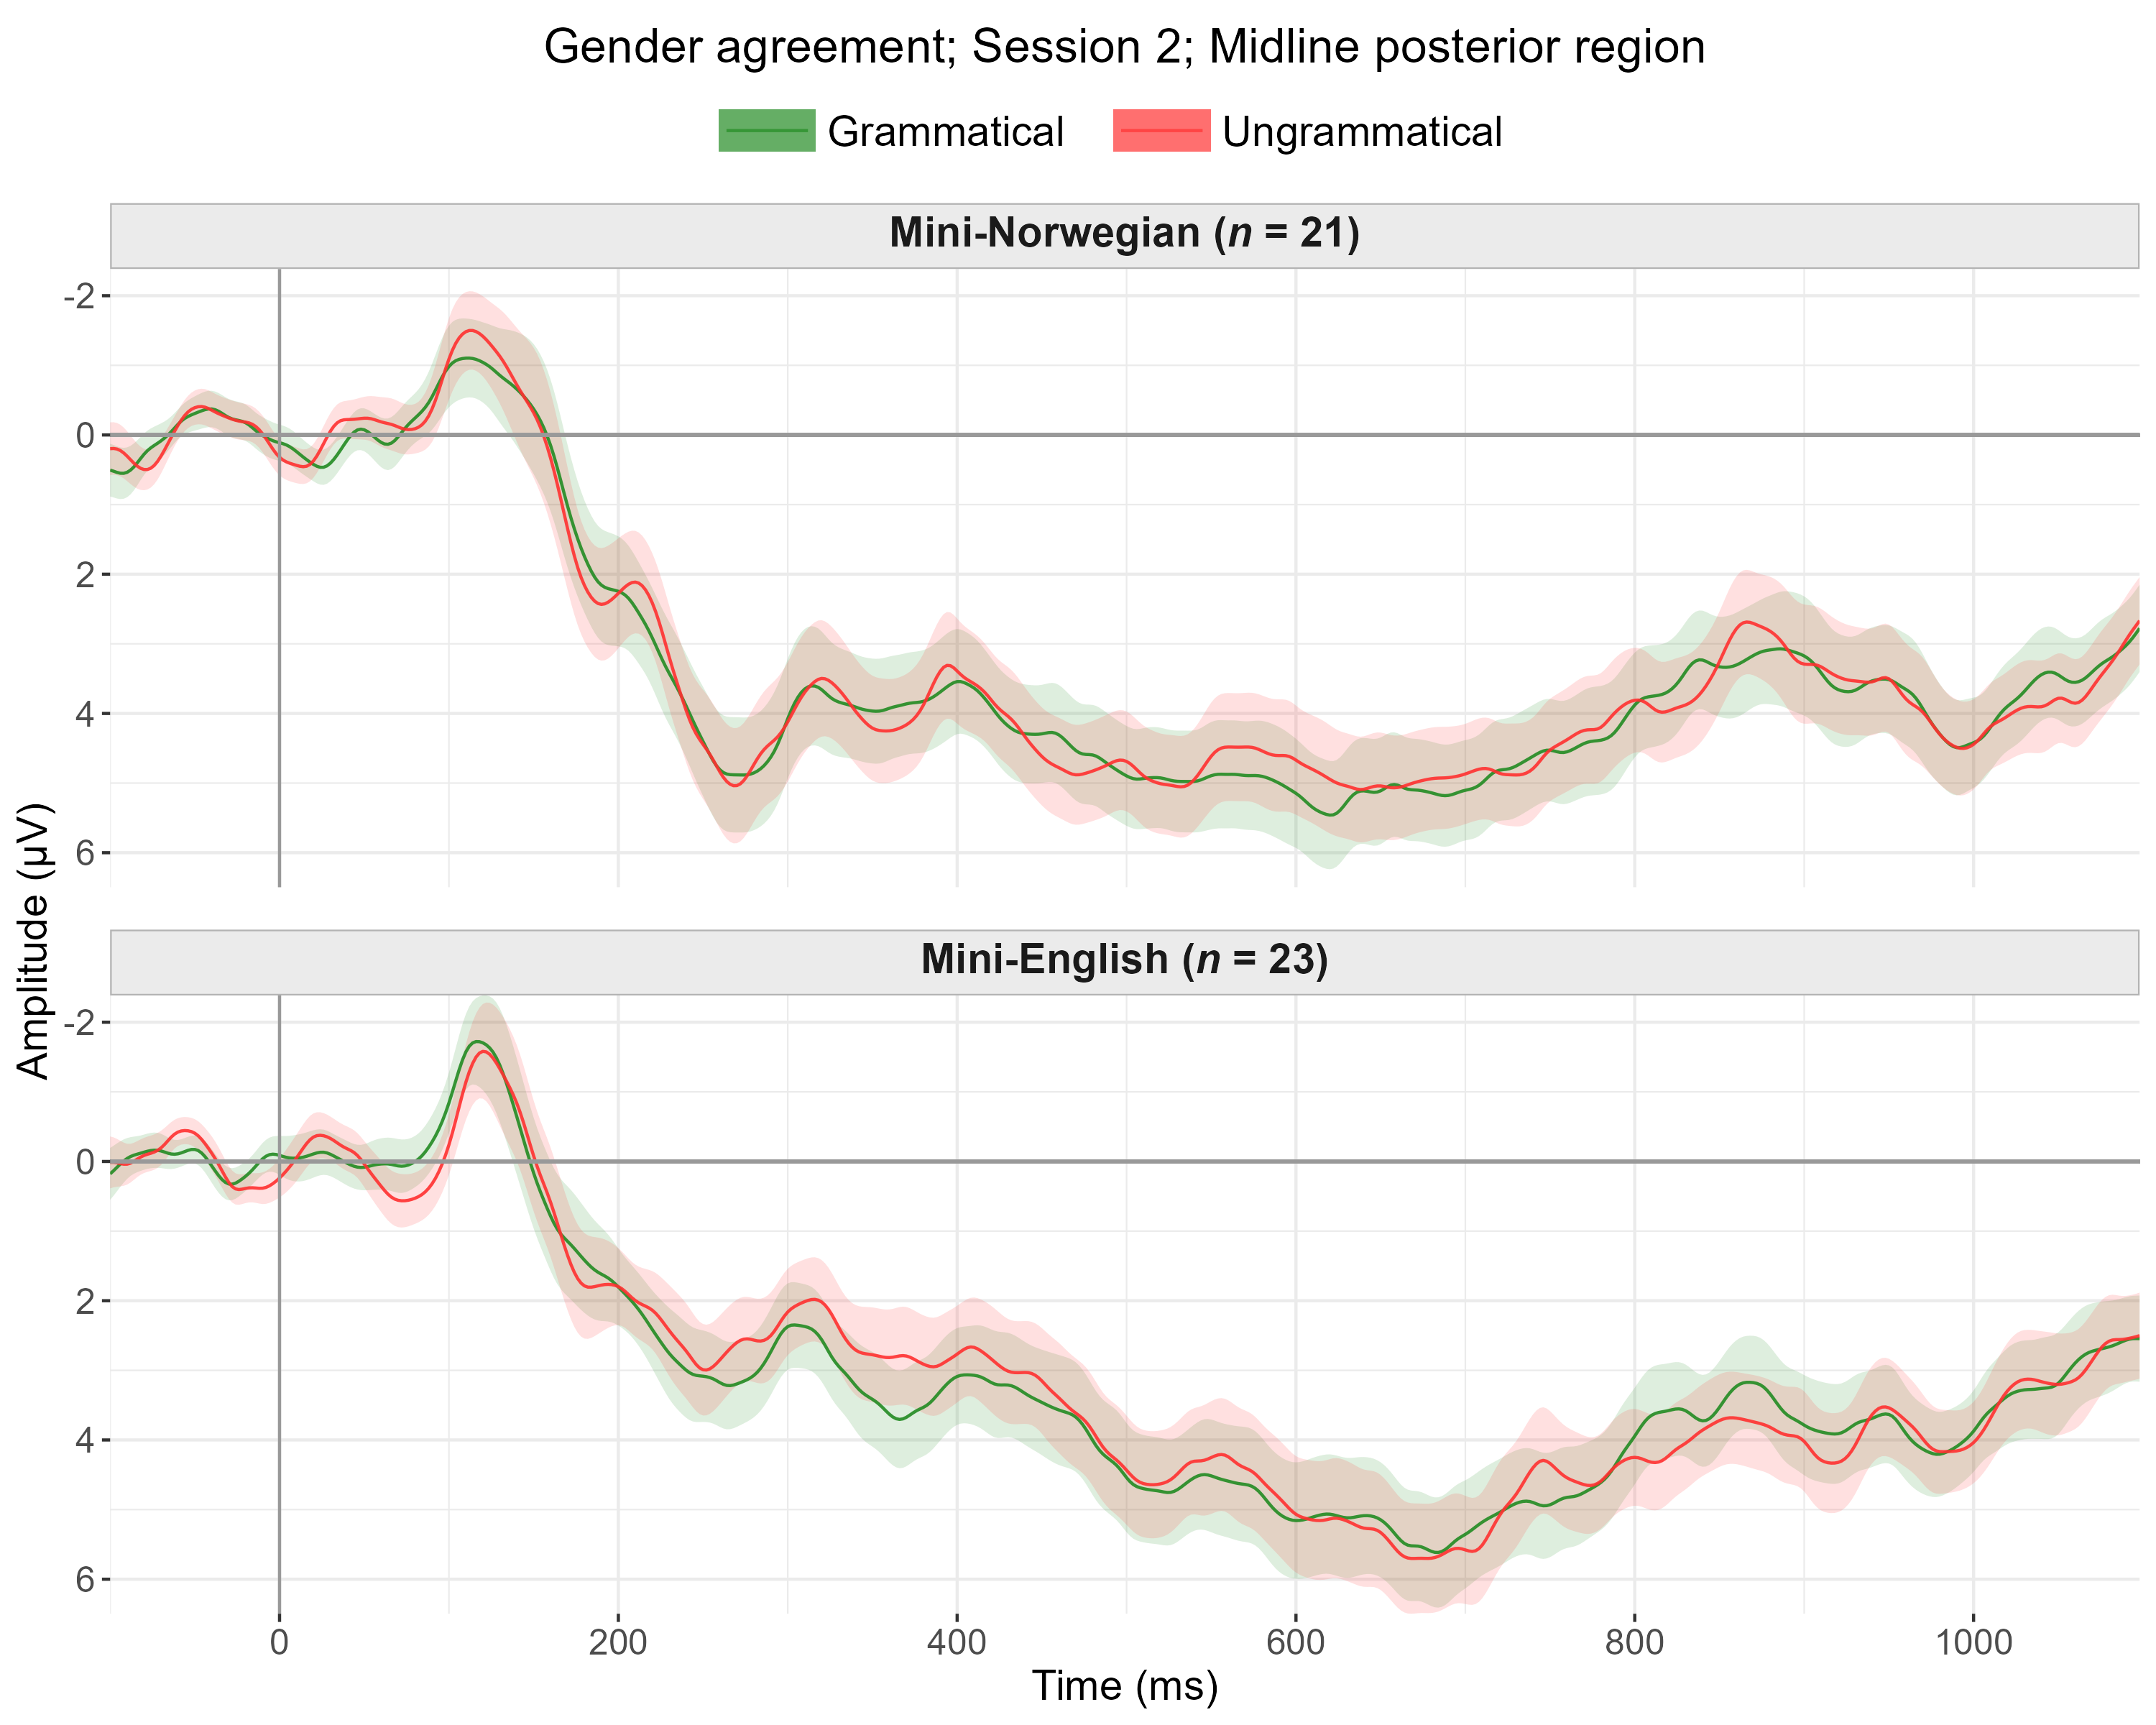 Gender agreement; Session 2; Midline posterior region
Grammatical Ungrammatical
Mini-Norwegian (n = 21)
-2
0
2
4
6
Mini-English (n = 23)
-2
0
2
4
6
0 200 400 600 800 1000
Time (ms)
Amplitude (µV)